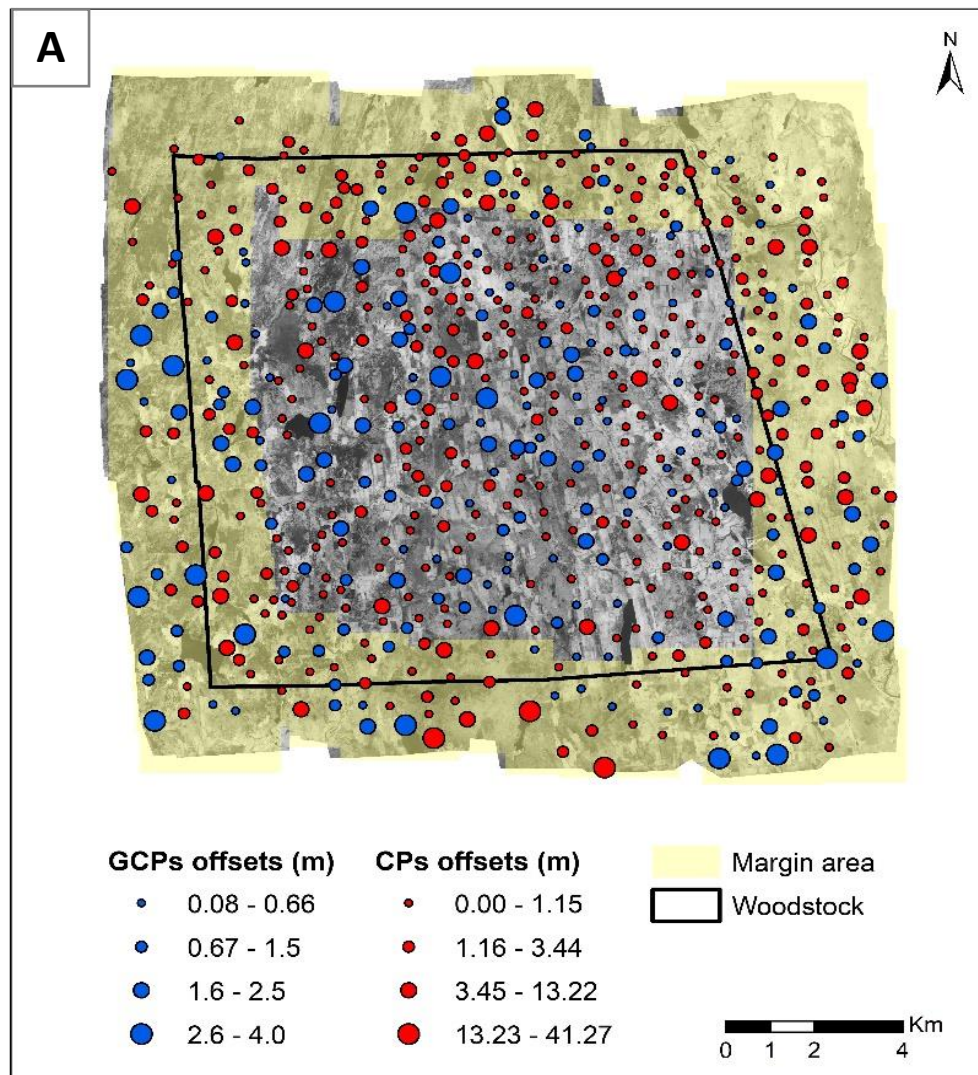 A
N
GCPs offsets (m) CPs offsets (m)
0.08 - 0.66 0.00 - 1.15 Margin area
0.67 - 1.5 1.16 - 3.44 Woodstock
1.6 - 2.5 3.45 - 13.22
2.6 - 4.0 13.23 - 41.27
Km
0 1 2 4